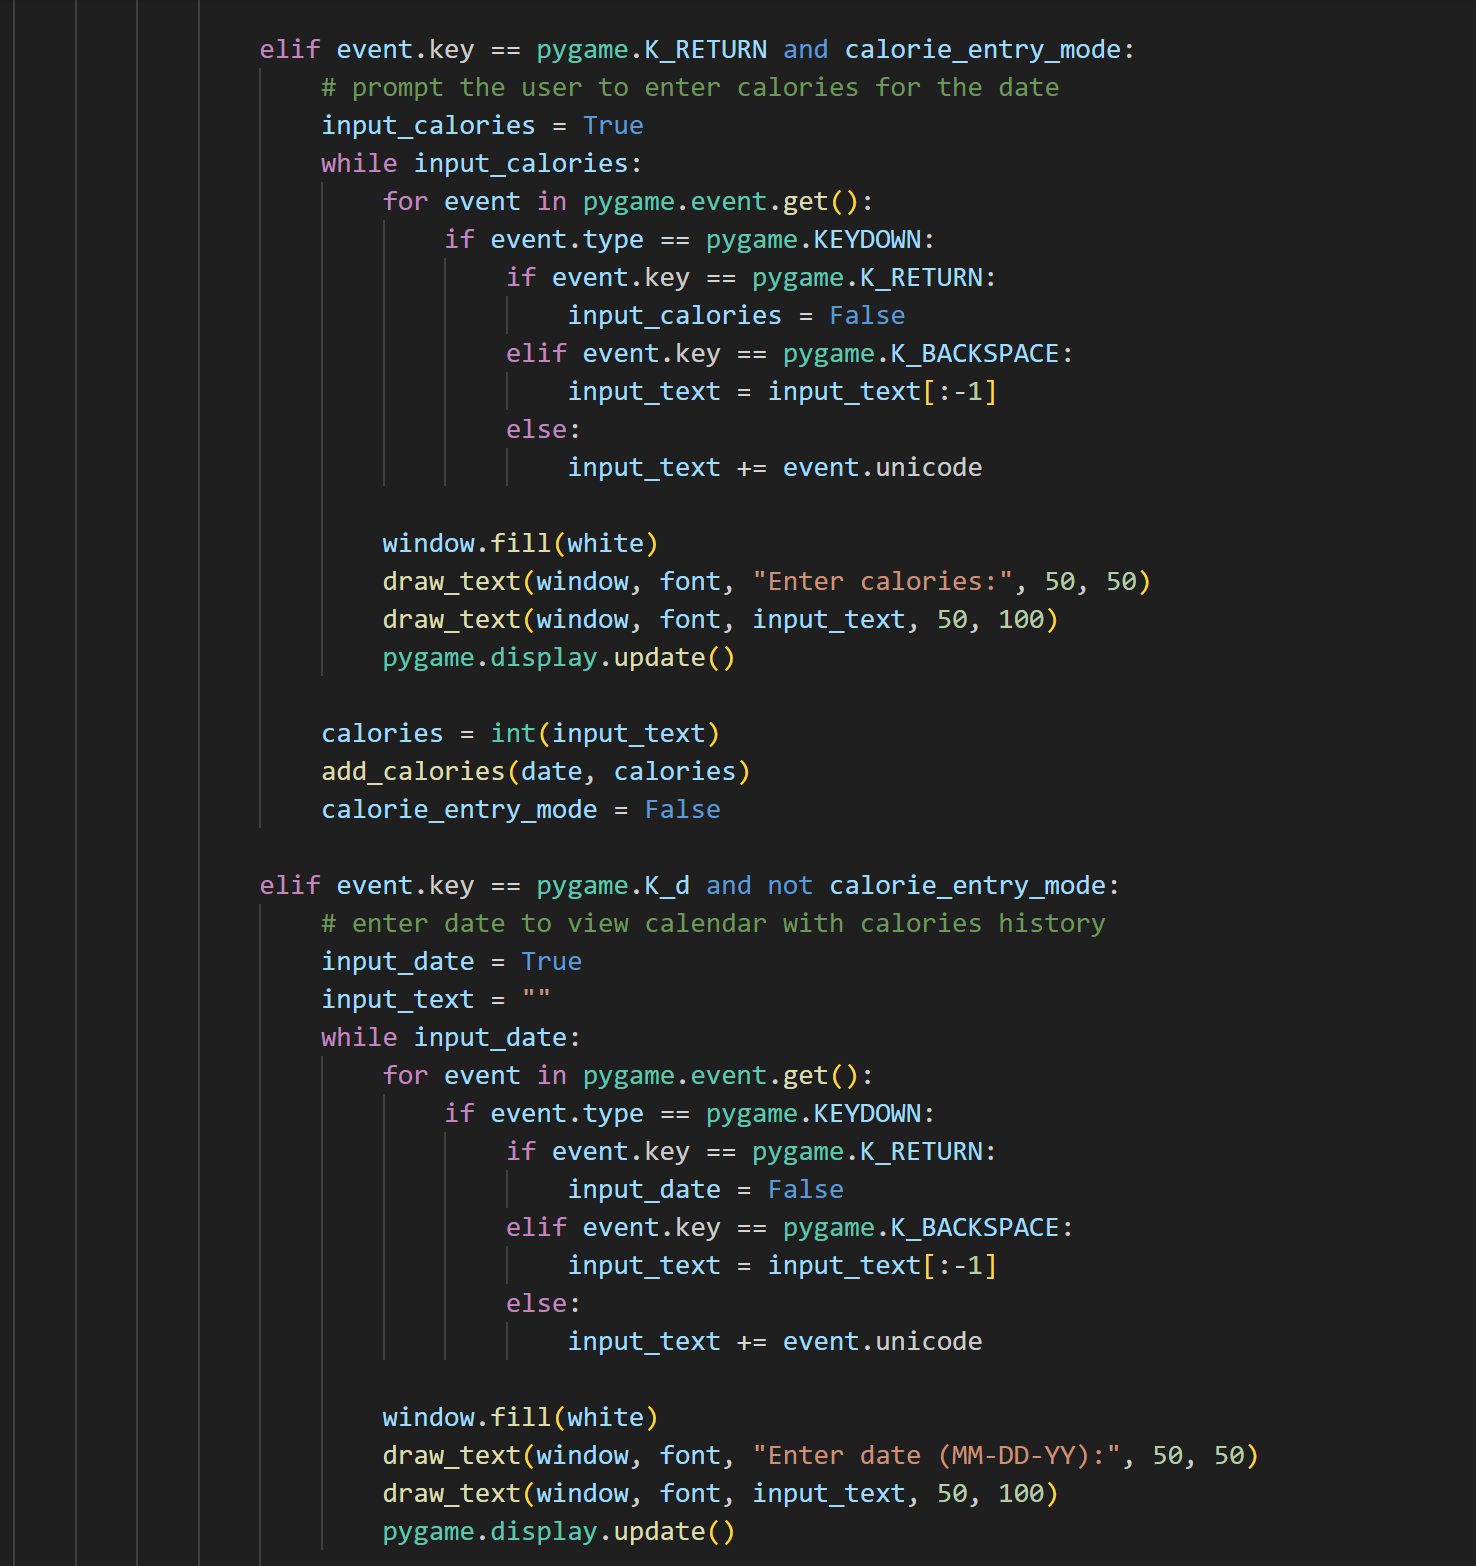 elif event.key == pygame.K_RETURN and calorie_entry_mode:
# prompt the user to enter calories for the date
input_calories = True
while input_calories:
for event in pygame.event.get():
if event.type == pygame.KEYDOWN:
if event.key == pygame.K_RETURN:
input_calories = False
elif event.key == pygame.K_BACKSPACE:
input_text = input_text[:-1]
else:
input_text += event.unicode
window.fill(white)
draw_text(window, font, "Enter calories:", 50, 50)
draw_text(window, font, input_text, 50, 100)
pygame.display.update()
calories = int(input_text)
add_calories(date, calories)
calorie_entry_mode = False
elif event.key == pygame.K_d and not calorie_entry_mode:
# enter date to view calendar with calories history
input_date = True
input_text = ""
while input_date:
for event in pygame.event.get():
if event.type == pygame.KEYDOWN:
if event.key == pygame.K_RETURN:
input_date = False
elif event.key == pygame.K_BACKSPACE:
input_text = input_text[:-1]
else:
input_text += event.unicode
window.fill(white)
draw_text(window, font, "Enter date (MM-DD-YY):", 50, 50)
draw_text(window, font, input_text, 50, 100)
pygame.display.update()